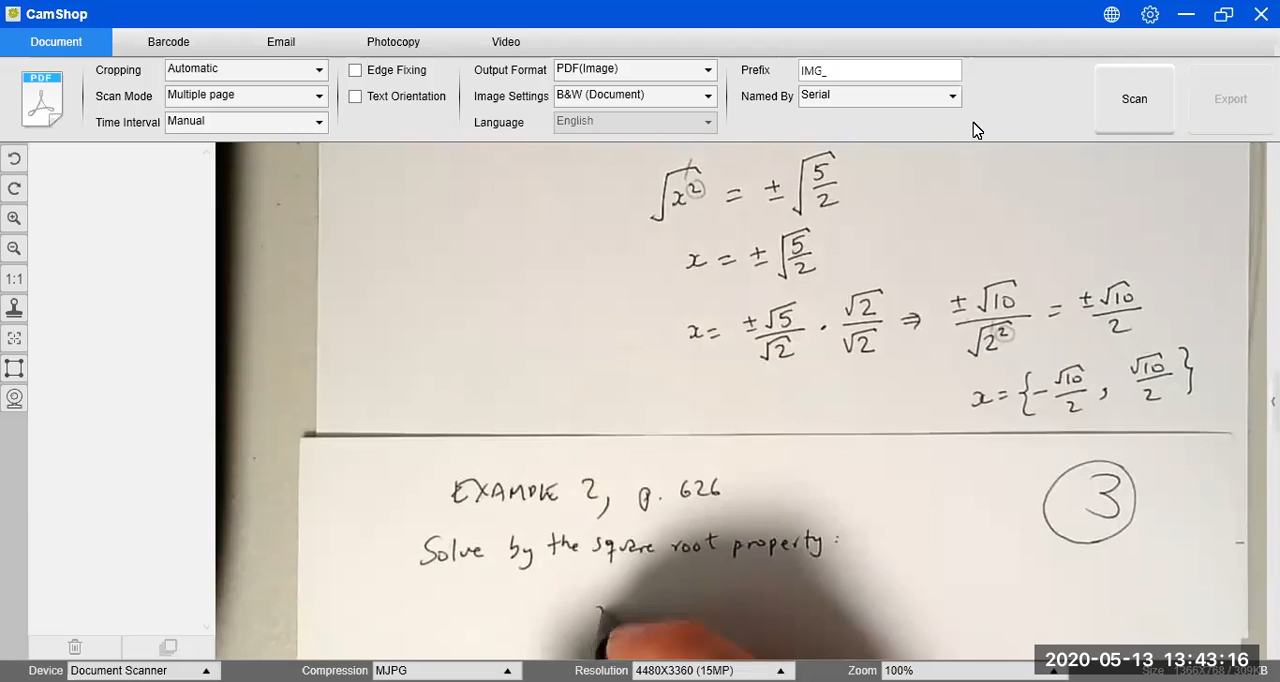 CamShop
Document Barcode Email Photocopy Video
PDF Cropping Automatic Edge Fixing Output Format PDF(Image) Prefix IMG_
Scan Mode Multiple page Text Orientation Image Settings B&W (Document) Named By Serial Scan Export
Time Interval Manual Language English
1:1
√x² = ± √5/2
x = ± √5/2
x = ±√5/√2 · √2/√2 ⇒ ±√10/√2² = ±√10/2
x = {-√10/2, √10/2}
EXAMPLE 2, p. 626
3
Solve by the square root property:
2020-05-13 13:43:16
Device Document Scanner Compression MJPG Resolution 4480X3360 (15MP) Zoom 100%